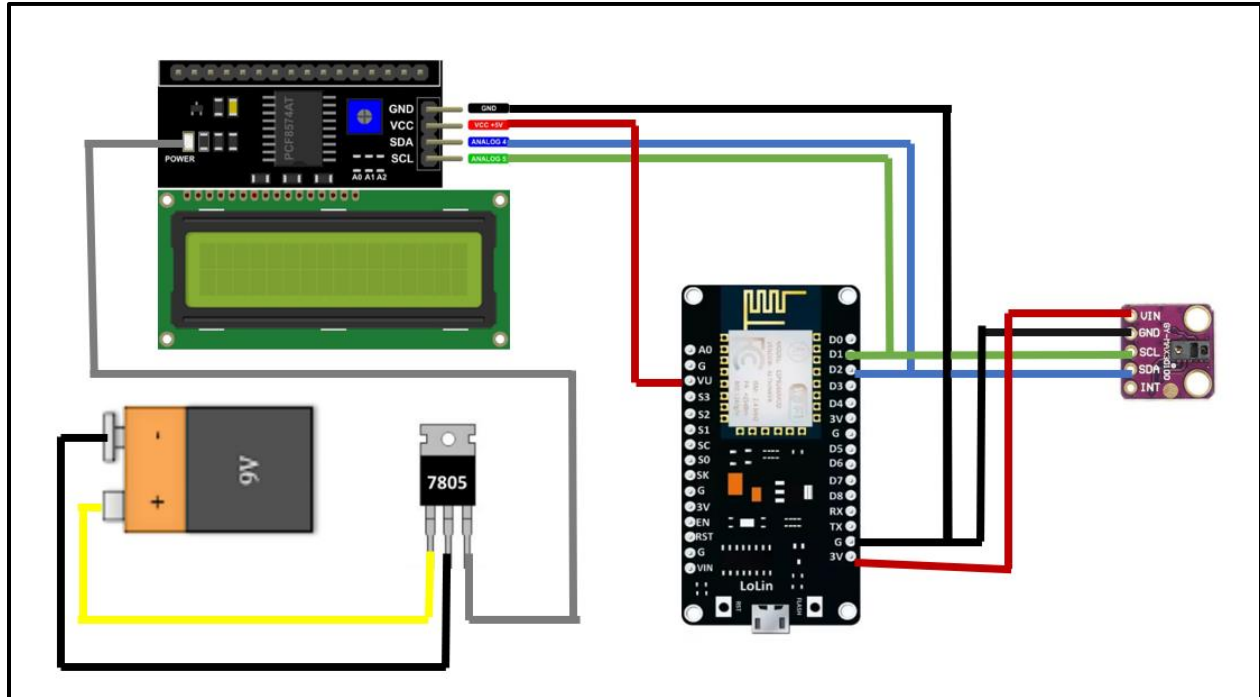 GND
VCC
SDA
SCL
GND
VCC +5V
ANALOG 4
ANALOG 5
PCF8574AT
POWER
A0 A1 A2
9V
-
+
7805
A0
G
VU
S3
S2
S1
SC
S0
SK
G
3V
EN
RST
G
VIN
D0
D1
D2
D3
D4
3V
G
D5
D6
D7
D8
RX
TX
G
3V
LoLin
RST
FLASH
VIN
GND
SCL
SDA
INT